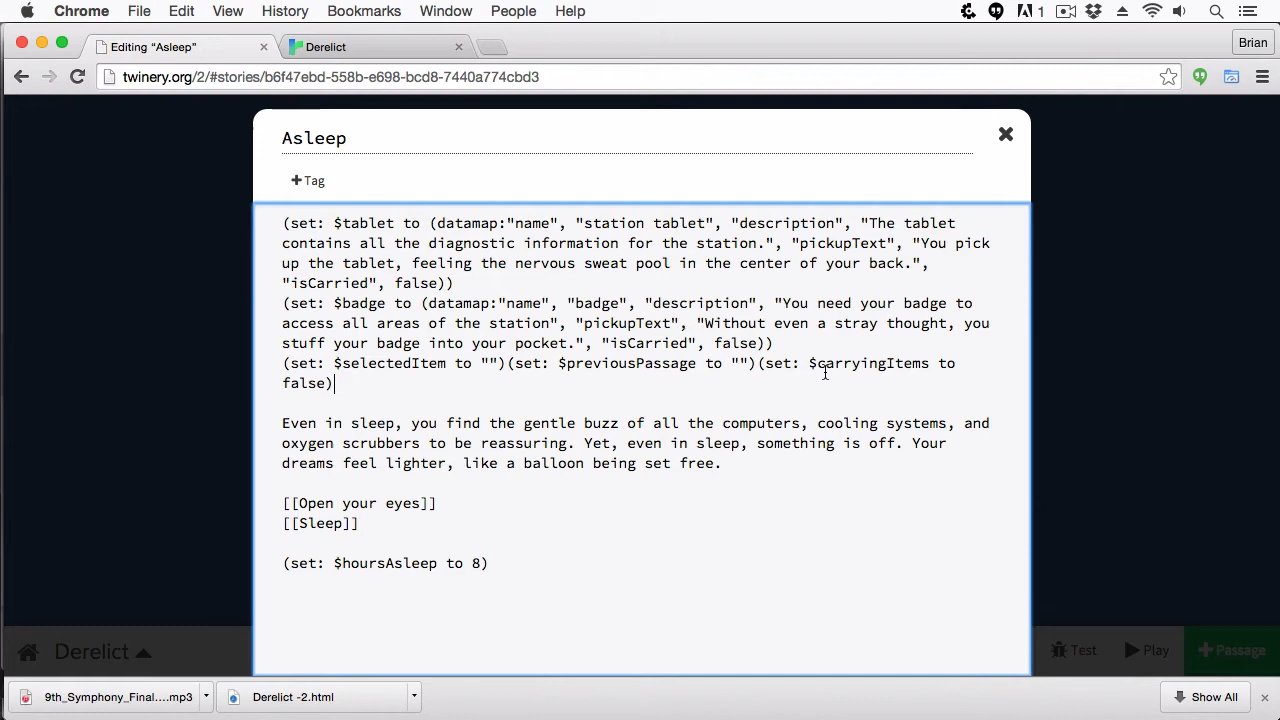 Chrome File Edit View History Bookmarks Window People Help
1
Editing "Asleep"
Derelict
Brian
twinery.org/2/#stories/b6f47ebd-558b-e698-bcd8-7440a774cbd3
Asleep
+Tag
(set: $tablet to (datamap:"name", "station tablet", "description", "The tablet
contains all the diagnostic information for the station.", "pickupText", "You pick
up the tablet, feeling the nervous sweat pool in the center of your back.",
"isCarried", false))
(set: $badge to (datamap:"name", "badge", "description", "You need your badge to
access all areas of the station", "pickupText", "Without even a stray thought, you
stuff your badge into your pocket.", "isCarried", false))
(set: $selectedItem to "")(set: $previousPassage to "")(set: $carryingItems to
false)
Even in sleep, you find the gentle buzz of all the computers, cooling systems, and
oxygen scrubbers to be reassuring. Yet, even in sleep, something is off. Your
dreams feel lighter, like a balloon being set free.
[[Open your eyes]]
[[Sleep]]
(set: $hoursAsleep to 8)
Derelict
Test
Play
+Passage
9th_Symphony_Final....mp3
Derelict -2.html
Show All